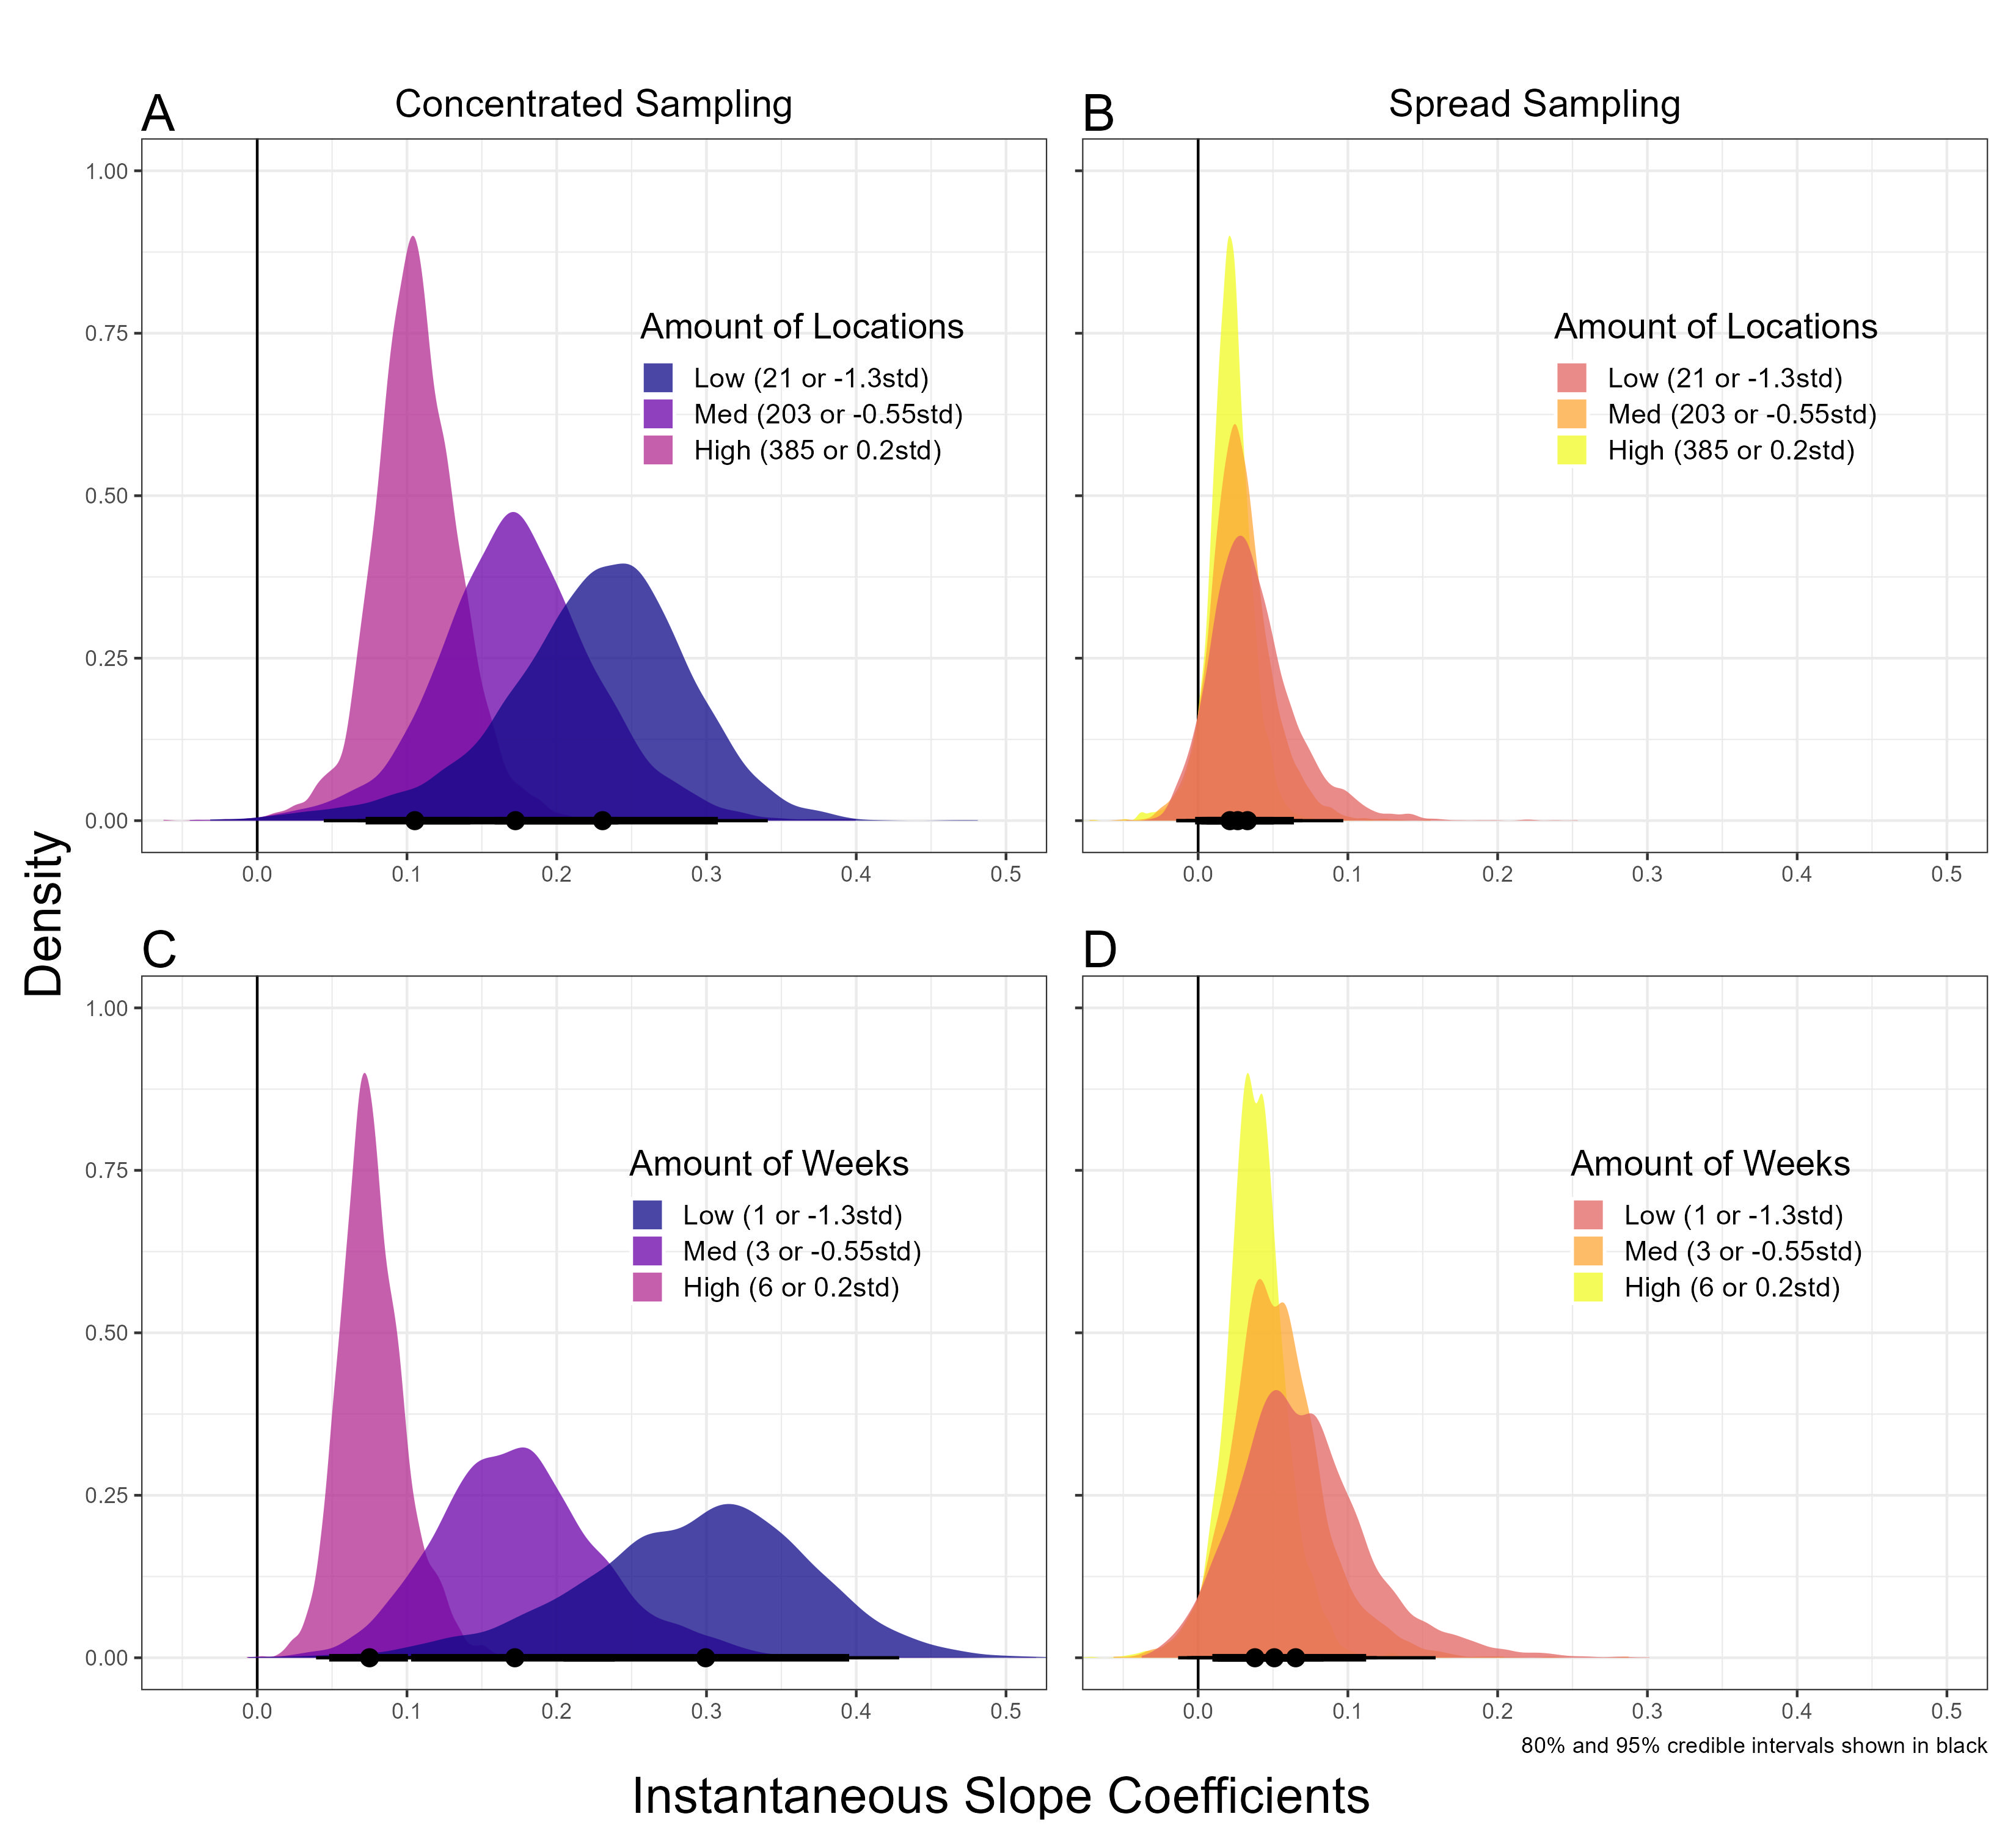 A
Concentrated Sampling
B
Spread Sampling
Density
1.00
0.75
0.50
0.25
0.00
Amount of Locations
Low (21 or -1.3std)
Med (203 or -0.55std)
High (385 or 0.2std)
0.0 0.1 0.2 0.3 0.4 0.5
Amount of Locations
Low (21 or -1.3std)
Med (203 or -0.55std)
High (385 or 0.2std)
0.0 0.1 0.2 0.3 0.4 0.5
C
1.00
0.75
0.50
0.25
0.00
Amount of Weeks
Low (1 or -1.3std)
Med (3 or -0.55std)
High (6 or 0.2std)
0.0 0.1 0.2 0.3 0.4 0.5
D
Amount of Weeks
Low (1 or -1.3std)
Med (3 or -0.55std)
High (6 or 0.2std)
0.0 0.1 0.2 0.3 0.4 0.5
80% and 95% credible intervals shown in black
Instantaneous Slope Coefficients